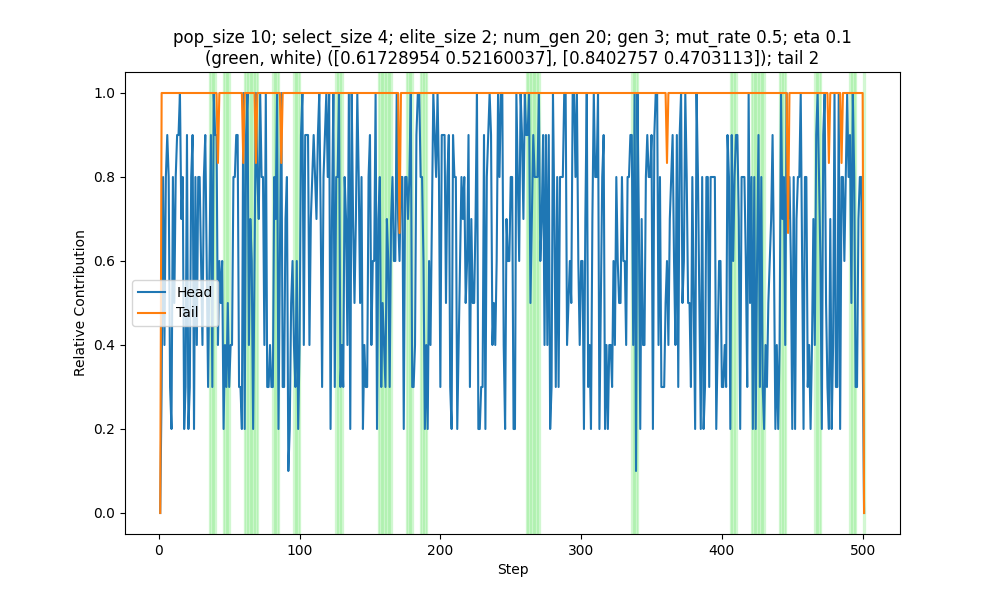 pop_size 10; select_size 4; elite_size 2; num_gen 20; gen 3; mut_rate 0.5; eta 0.1
(green, white) ([0.61728954 0.52160037], [0.8402757 0.4703113]); tail 2
1.0
0.8
0.6
0.4
0.2
0.0
Relative Contribution
Head
Tail
0
100
200
300
400
500
Step